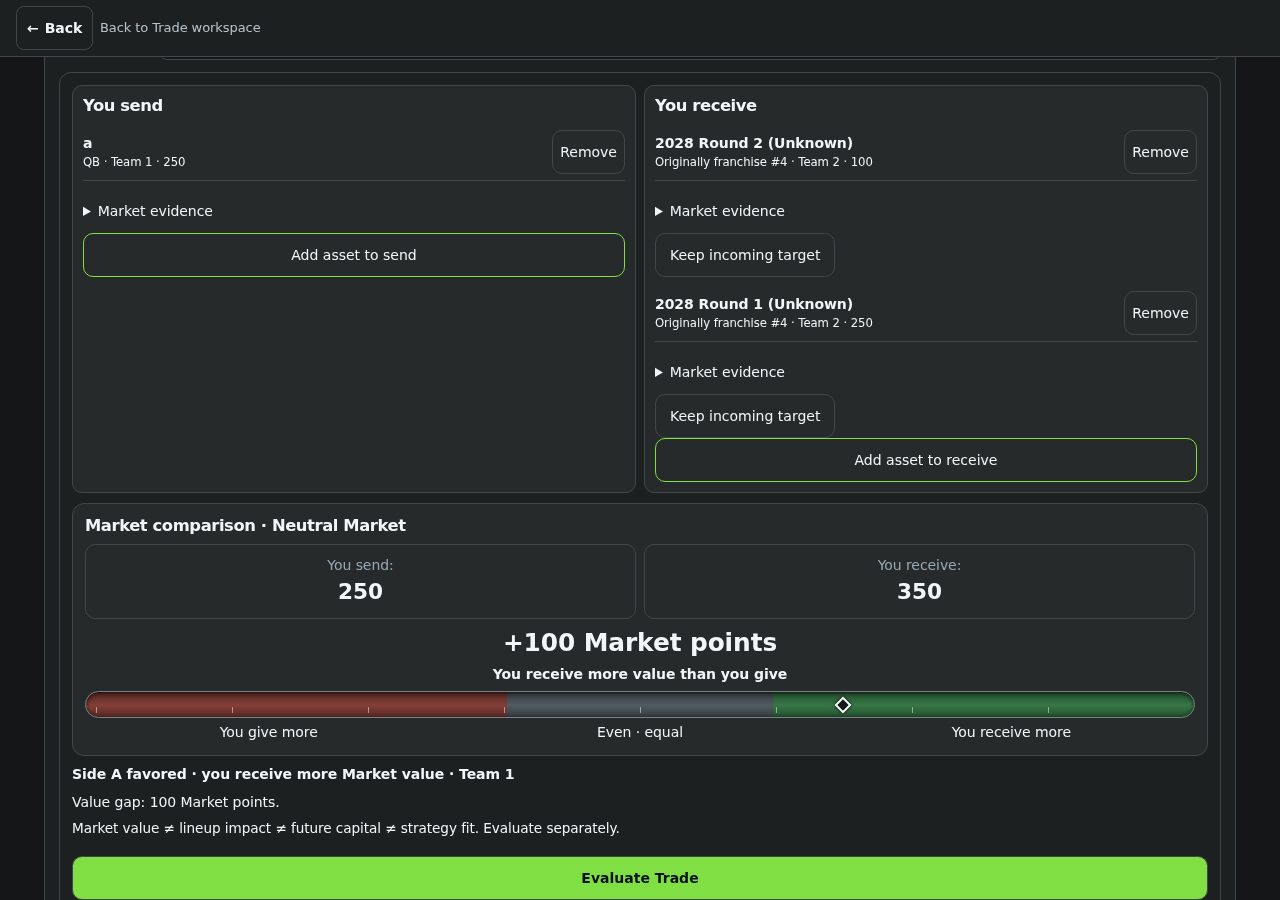 ← Back
Back to Trade workspace
You send
a
QB · Team 1 · 250
Remove
▶ Market evidence
Add asset to send
You receive
2028 Round 2 (Unknown)
Originally franchise #4 · Team 2 · 100
Remove
▶ Market evidence
Keep incoming target
2028 Round 1 (Unknown)
Originally franchise #4 · Team 2 · 250
Remove
▶ Market evidence
Keep incoming target
Add asset to receive
Market comparison · Neutral Market
You send:
250
You receive:
350
+100 Market points
You receive more value than you give
You give more
Even · equal
You receive more
Side A favored · you receive more Market value · Team 1
Value gap: 100 Market points.
Market value ≠ lineup impact ≠ future capital ≠ strategy fit. Evaluate separately.
Evaluate Trade